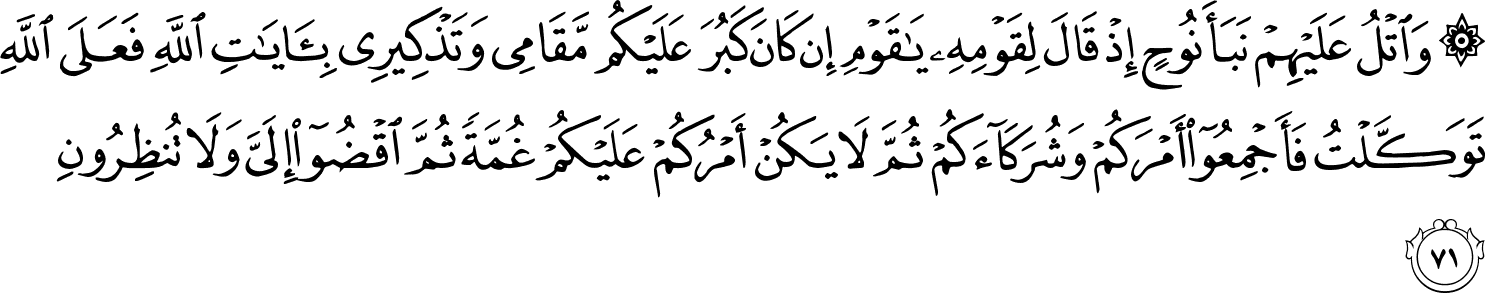 ۞ وَٱتۡلُ عَلَيۡهِمۡ نَبَأَ نُوحٍ إِذۡ قَالَ لِقَوۡمِهِۦ يَٰقَوۡمِ إِن كَانَ كَبُرَ عَلَيۡكُم مَّقَامِي وَتَذۡكِيرِي بِـَٔايَٰتِ ٱللَّهِ فَعَلَى ٱللَّهِ
تَوَكَّلۡتُ فَأَجۡمِعُوٓاْ أَمۡرَكُمۡ وَشُرَكَآءَكُمۡ ثُمَّ لَا يَكُنۡ أَمۡرُكُمۡ عَلَيۡكُمۡ غُمَّةٗ ثُمَّ ٱقۡضُوٓاْ إِلَيَّ وَلَا تُنظِرُونِ
٧١